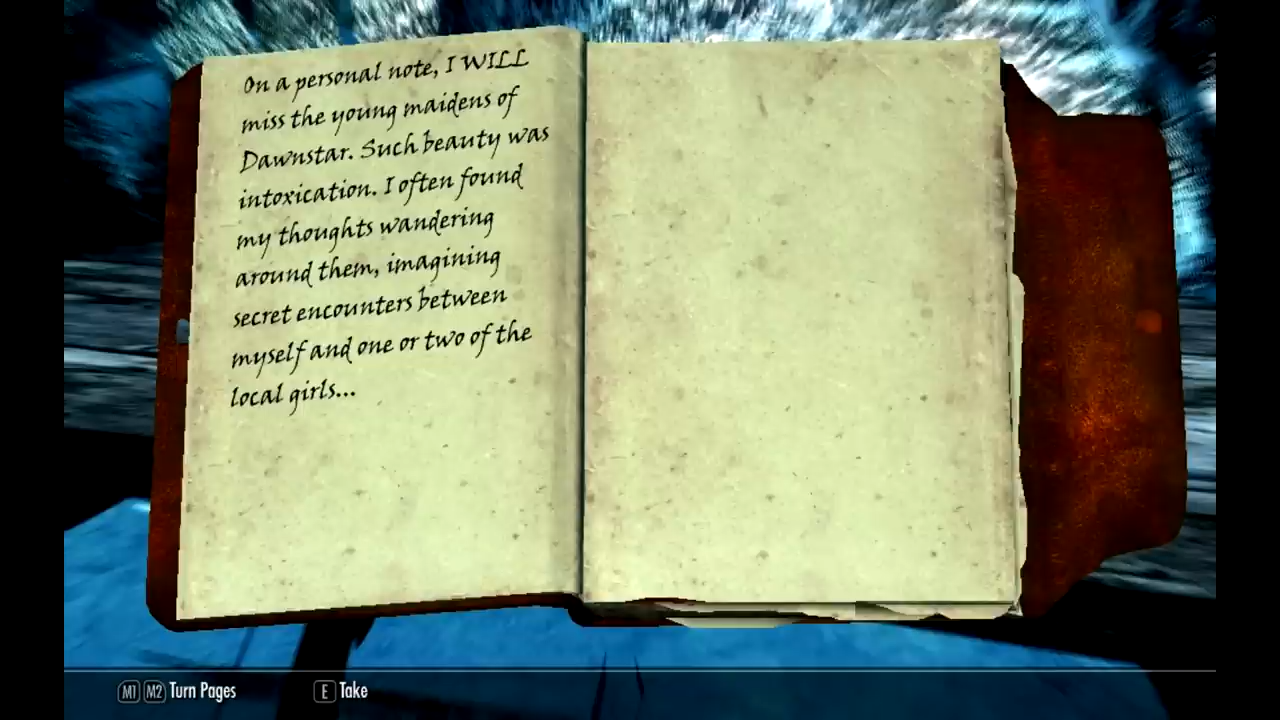 On a personal note, I WILL
miss the young maidens of
Dawnstar. Such beauty was
intoxication. I often found
my thoughts wandering
around them, imagining
secret encounters between
myself and one or two of the
local girls...
M1 M2 Turn Pages
E Take